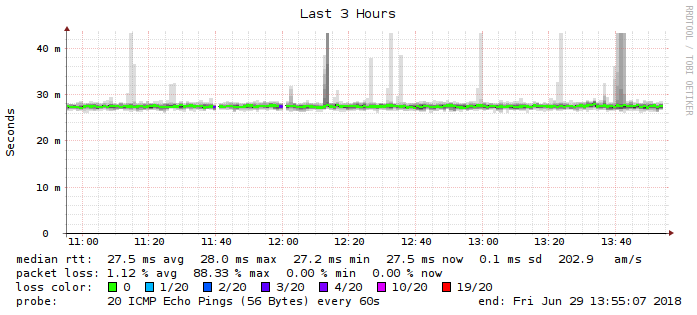 Last 3 Hours
RRDTOOL / TOBI OETIKER
Seconds
40 m
30 m
20 m
10 m
0
11:00 11:20 11:40 12:00 12:20 12:40 13:00 13:20 13:40
median rtt: 27.5 ms avg 28.0 ms max 27.2 ms min 27.5 ms now 0.1 ms sd 202.9 am/s
packet loss: 1.12 % avg 88.33 % max 0.00 % min 0.00 % now
loss color: 0 1/20 2/20 3/20 4/20 10/20 19/20
probe: 20 ICMP Echo Pings (56 Bytes) every 60s end: Fri Jun 29 13:55:07 2018